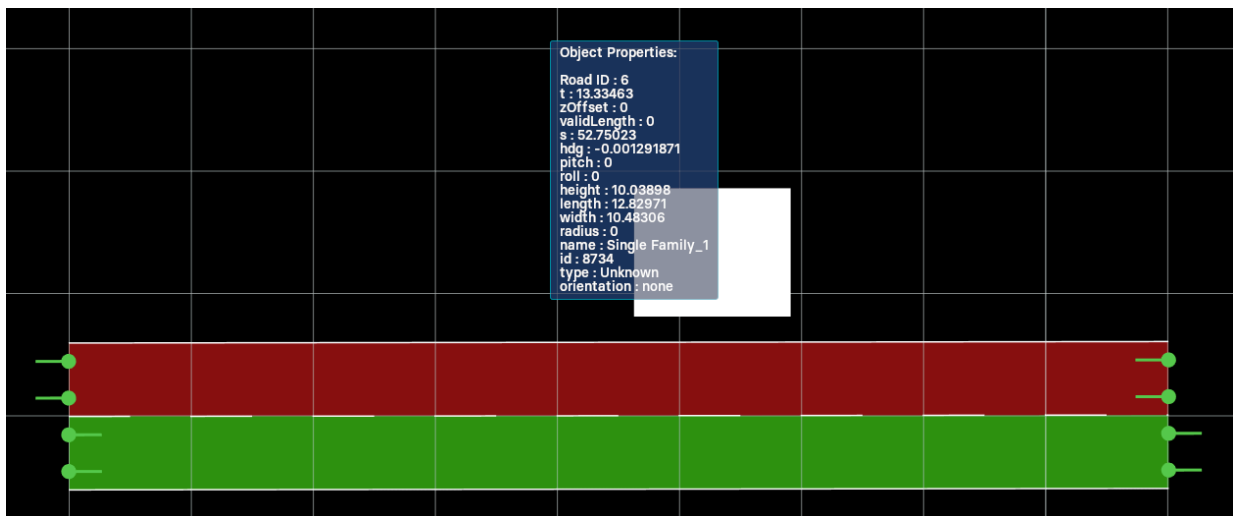 Object Properties:
Road ID : 6
t : 13.33463
zOffset : 0
validLength : 0
s : 52.75023
hdg : -0.001291871
pitch : 0
roll : 0
height : 10.03898
length : 12.82971
width : 10.48306
radius : 0
name : Single Family_1
id : 8734
type : Unknown
orientation : none